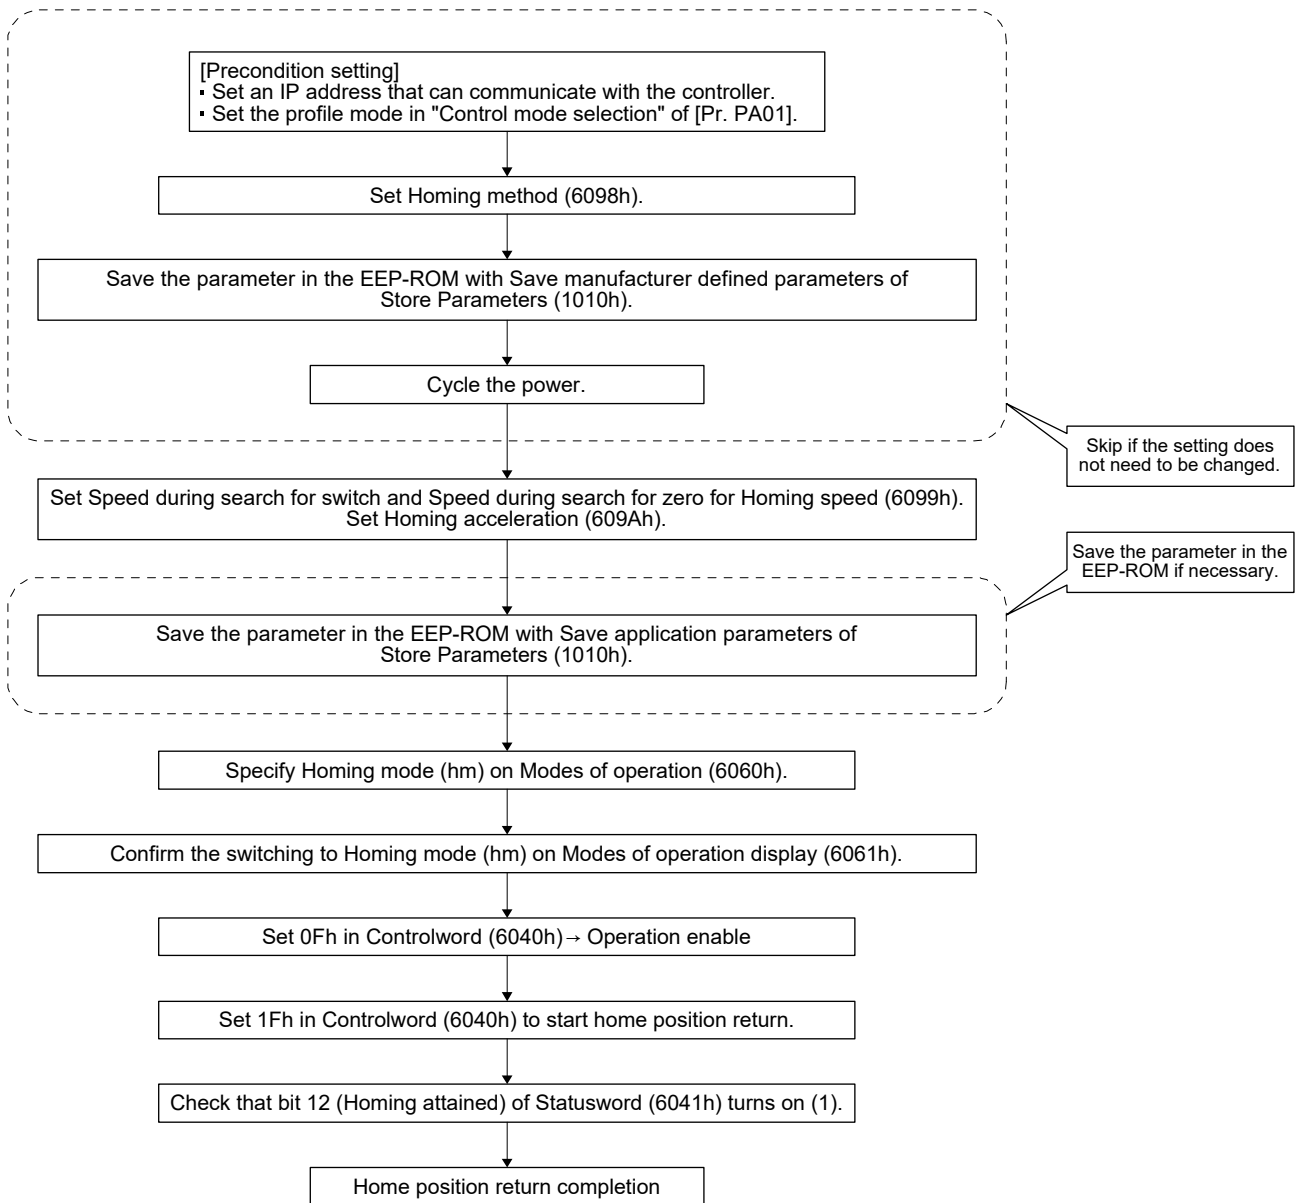 [Precondition setting]
▪ Set an IP address that can communicate with the controller.
▪ Set the profile mode in "Control mode selection" of [Pr. PA01].
Set Homing method (6098h).
Save the parameter in the EEP-ROM with Save manufacturer defined parameters of
Store Parameters (1010h).
Cycle the power.
Skip if the setting does
not need to be changed.
Set Speed during search for switch and Speed during search for zero for Homing speed (6099h).
Set Homing acceleration (609Ah).
Save the parameter in the
EEP-ROM if necessary.
Save the parameter in the EEP-ROM with Save application parameters of
Store Parameters (1010h).
Specify Homing mode (hm) on Modes of operation (6060h).
Confirm the switching to Homing mode (hm) on Modes of operation display (6061h).
Set 0Fh in Controlword (6040h)→ Operation enable
Set 1Fh in Controlword (6040h) to start home position return.
Check that bit 12 (Homing attained) of Statusword (6041h) turns on (1).
Home position return completion